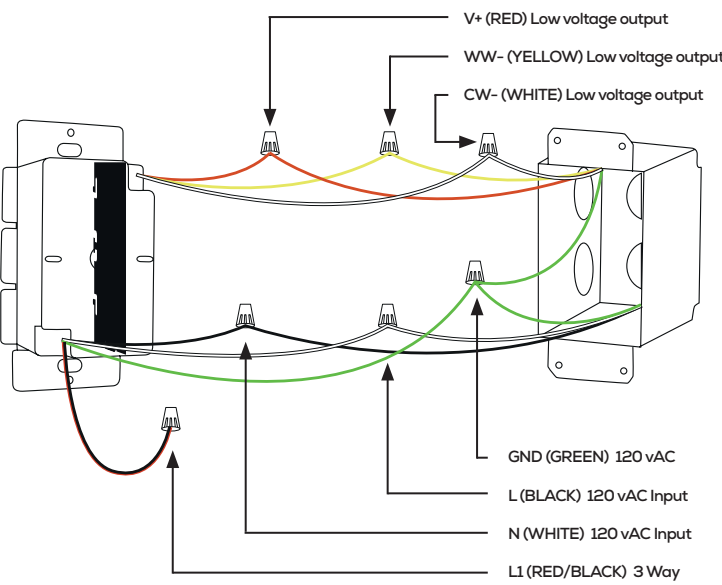 V+ (RED) Low voltage output
WW- (YELLOW) Low voltage output
CW- (WHITE) Low voltage output
GND (GREEN) 120 vAC
L (BLACK) 120 vAC Input
N (WHITE) 120 vAC Input
L1 (RED/BLACK) 3 Way